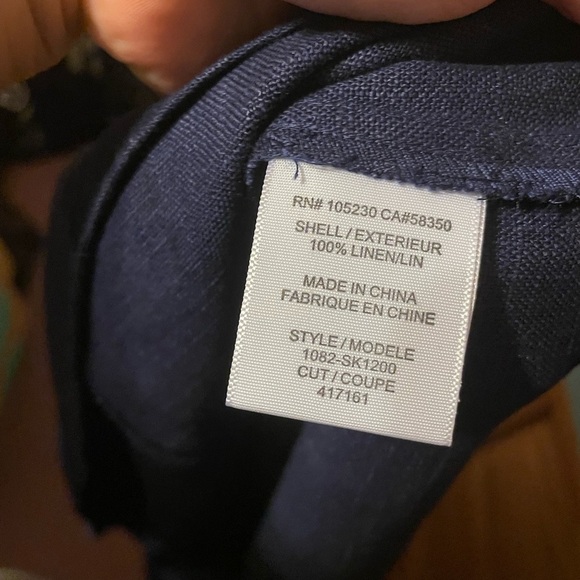 RN# 105230 CA#58350
SHELL / EXTERIEUR
100% LINEN/LIN
MADE IN CHINA
FABRIQUE EN CHINE
STYLE / MODELE
1082-SK1200
CUT / COUPE
417161